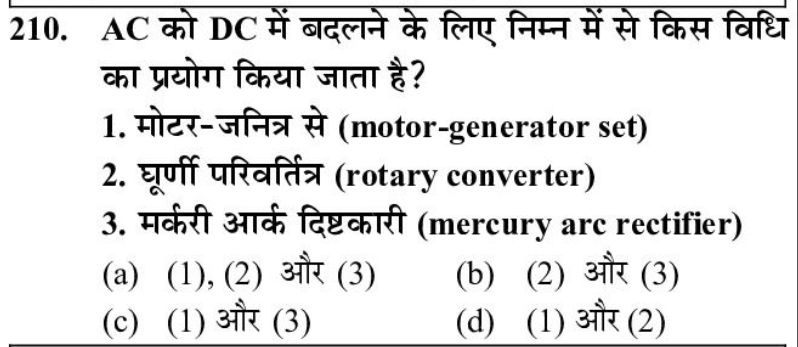 210. AC को DC में बदलने के लिए निम्न में से किस विधि
का प्रयोग किया जाता है?
1. मोटर-जनित्र से (motor-generator set)
2. घूर्णी परिवर्तित्र (rotary converter)
3. मर्करी आर्क दिष्टकारी (mercury arc rectifier)
(a) (1), (2) और (3) (b) (2) और (3)
(c) (1) और (3) (d) (1) और (2)